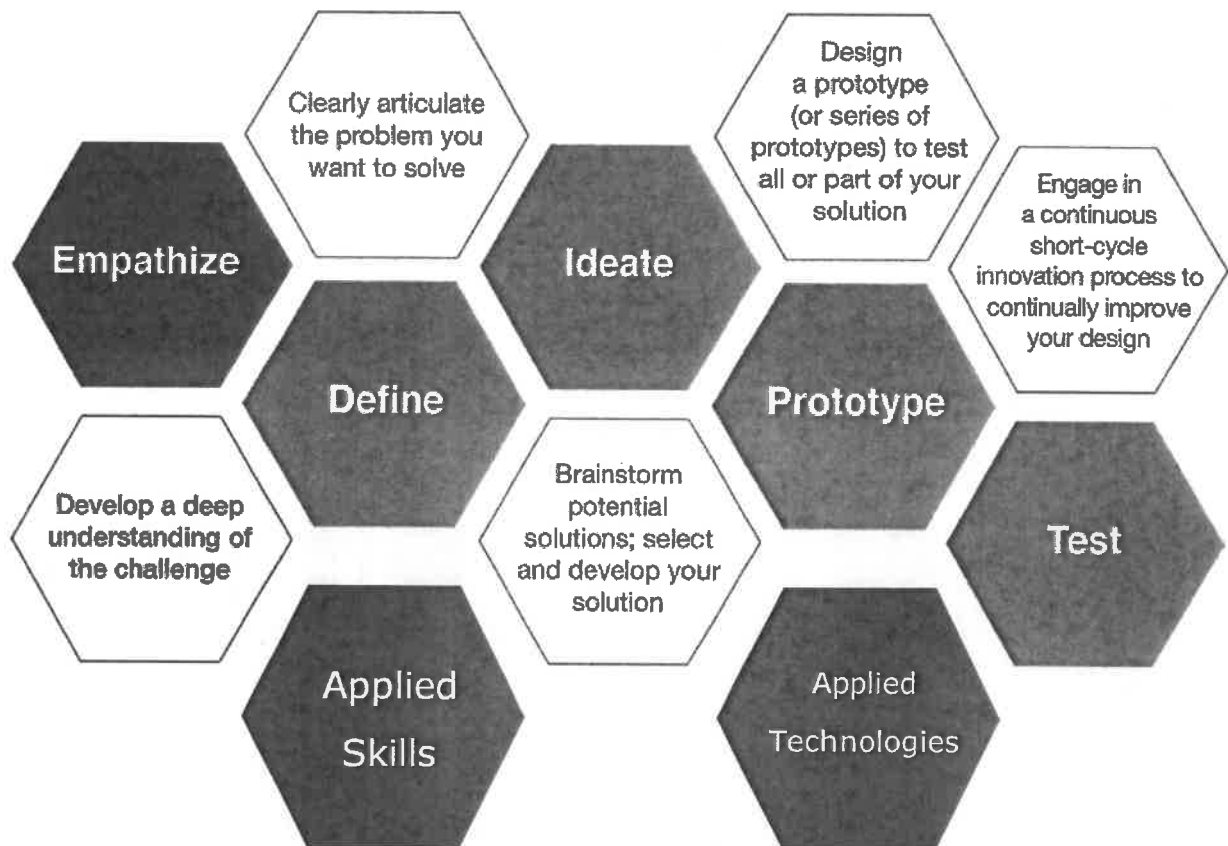 Empathize
Develop a deep
understanding of
the challenge
Clearly articulate
the problem you
want to solve
Define
Applied
Skills
Ideate
Brainstorm
potential
solutions; select
and develop your
solution
Design
a prototype
(or series of
prototypes) to test
all or part of your
solution
Prototype
Applied
Technologies
Engage in
a continuous
short-cycle
innovation process to
continually improve
your design
Test